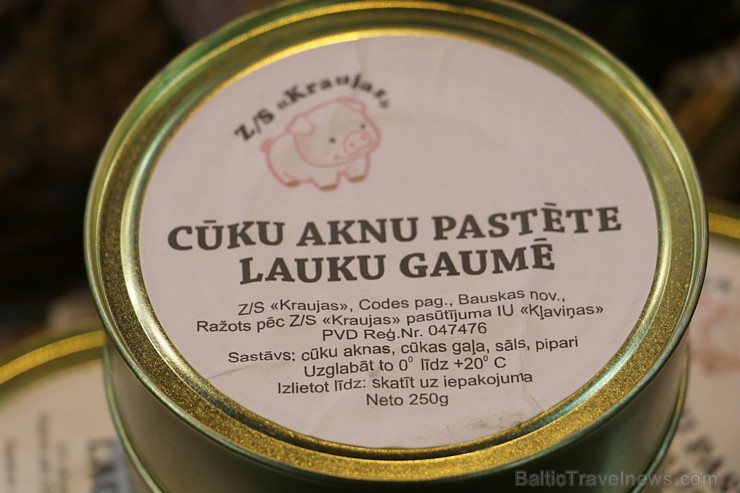 Z/S «Kraujas»
CŪKU AKNU PASTĒTE
LAUKU GAUMĒ
Z/S «Kraujas», Codes pag., Bauskas nov.,
Ražots pēc Z/S «Kraujas» pasūtījuma IU «Kļaviņas»
PVD Reģ.Nr. 047476
Sastāvs: cūku aknas, cūkas gaļa, sāls, pipari
Uzglabāt to 0⁰ līdz +20⁰ C
Izlietot līdz: skatīt uz iepakojuma
Neto 250g
BalticTravelnews.com